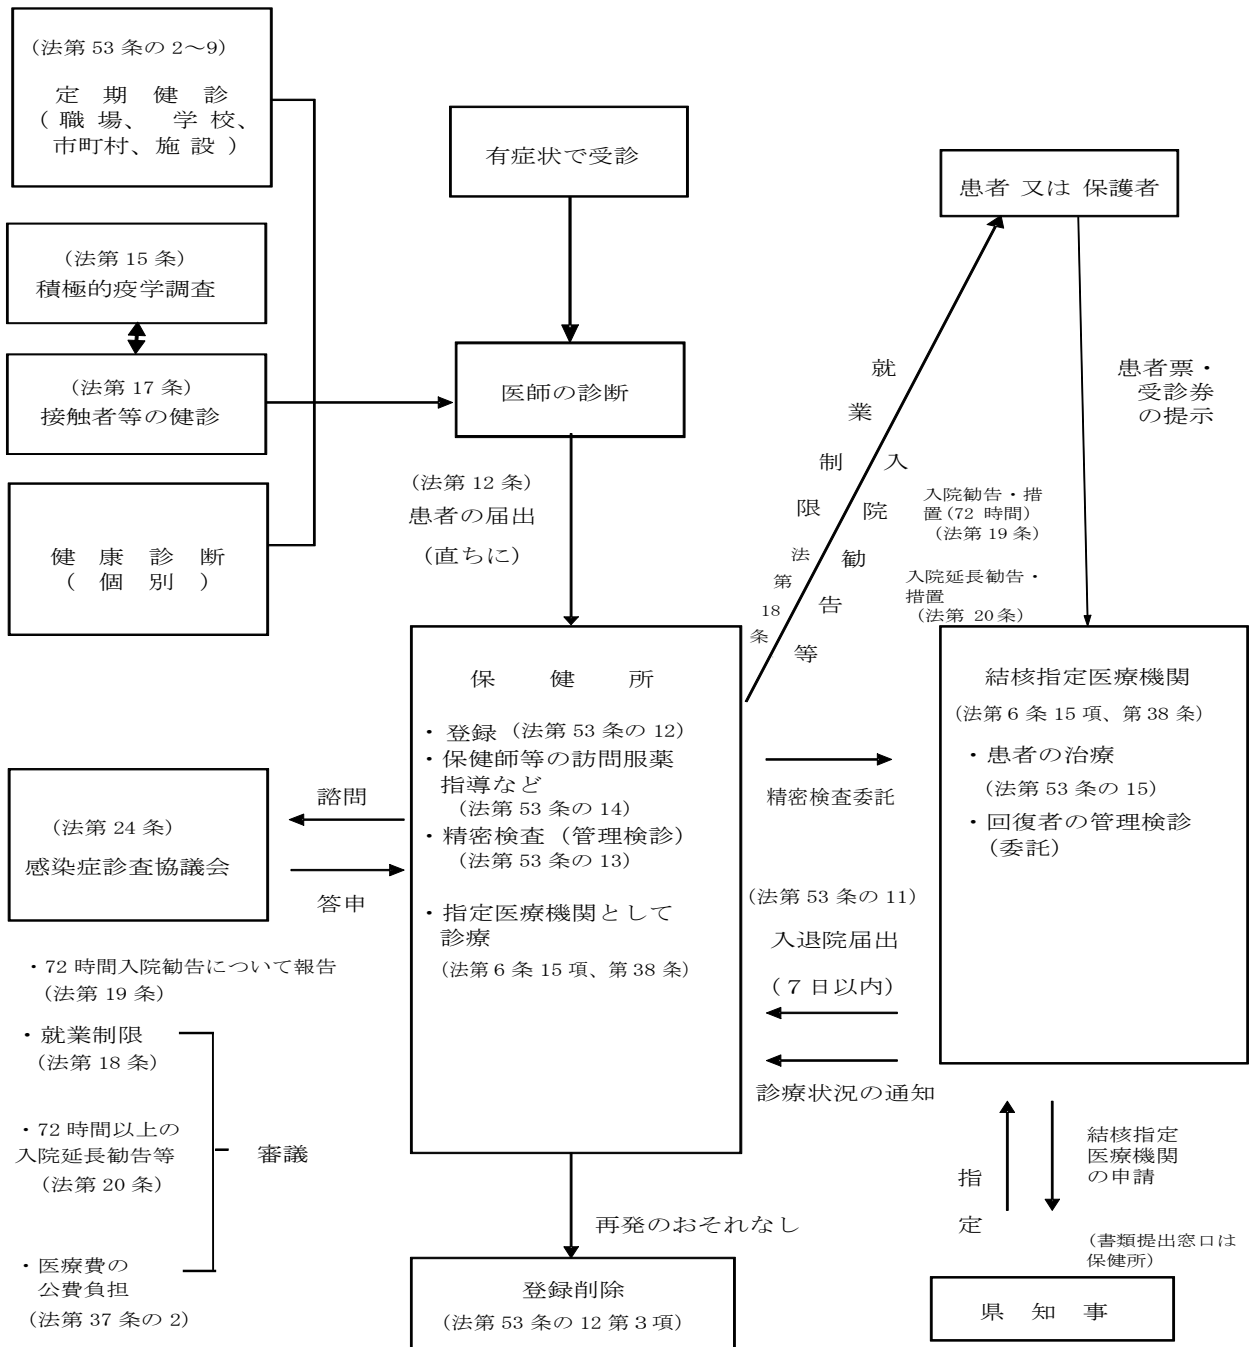 (法第 53 条の 2～9)
定 期 健 診
( 職 場、 学 校、
市町村、施 設 )
有症状で受診
患者 又は 保護者
(法第 15 条)
積極的疫学調査
(法第 17 条)
接触者等の健診
医師の診断
健 康 診 断
( 個 別 )
(法第 12 条)
患者の届出
(直ちに)
就業制限
法第18条
入院勧告等
入院勧告・措
置(72 時間)
(法第 19 条)
入院延長勧告・
措置
(法第 20条)
患者票・
受診券
の提示
保 健 所
・ 登録 (法第 53 条の 12)
・保健師等の訪問服薬
指導など
(法第 53 条の 14)
・精密検査 (管理検診)
(法第 53 条の 13)
・指定医療機関として
診療
(法第 6 条 15 項、第 38 条)
結核指定医療機関
(法第 6 条 15 項、第 38 条)
・患者の治療
(法第 53 条の 15)
・回復者の管理検診
(委託)
諮問
答申
(法第 24 条)
感染症診査協議会
精密検査委託
(法第 53 条の 11)
入退院届出
(７日以内)
診療状況の通知
・72 時間入院勧告について報告
(法第 19 条)
・就業制限
(法第 18 条)
・72 時間以上の
入院延長勧告等
(法第 20 条)
・医療費の
公費負担
(法第 37 条の 2)
審議
再発のおそれなし
登録削除
(法第 53 条の 12 第 3 項)
指定
結核指定
医療機関
の申請
(書類提出窓口は
保健所)
県 知 事